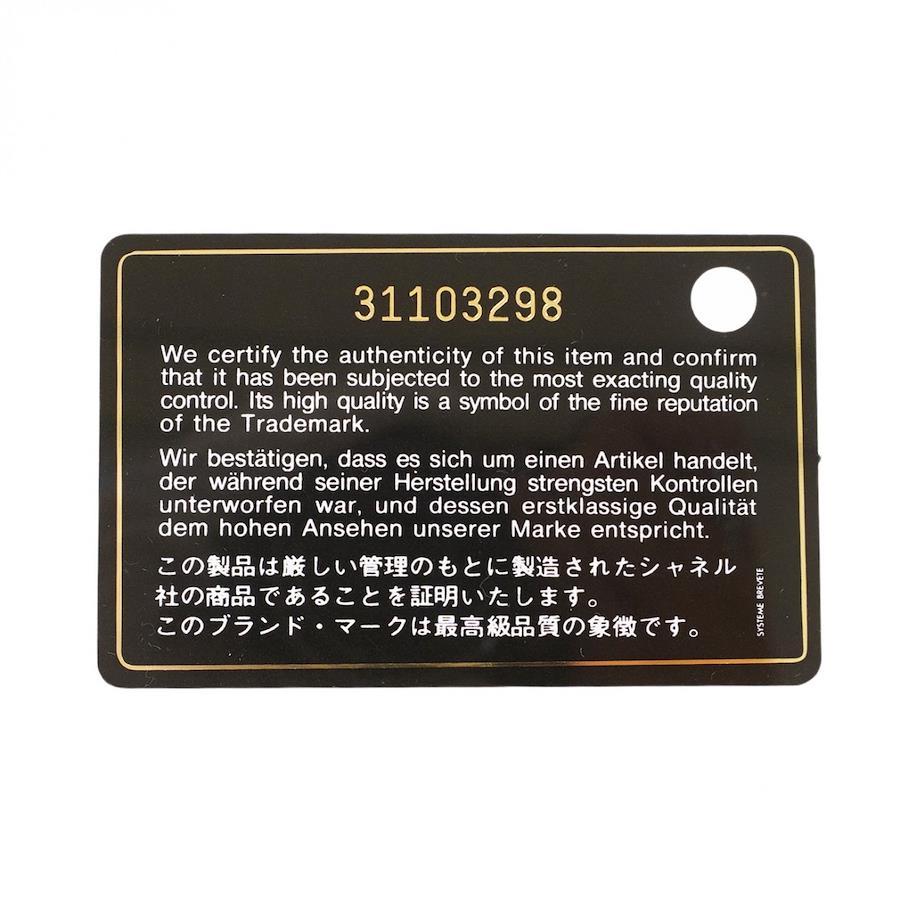 31103298
We certify the authenticity of this item and confirm
that it has been subjected to the most exacting quality
control. Its high quality is a symbol of the fine reputation
of the Trademark.
Wir bestätigen, dass es sich um einen Artikel handelt,
der während seiner Herstellung strengsten Kontrollen
unterworfen war, und dessen erstklassige Qualität
dem hohen Ansehen unserer Marke entspricht.
この製品は厳しい管理のもとに製造されたシャネル
社の商品であることを証明いたします。
このブランド・マークは最高級品質の象徴です。
SYSTEME BREVETE